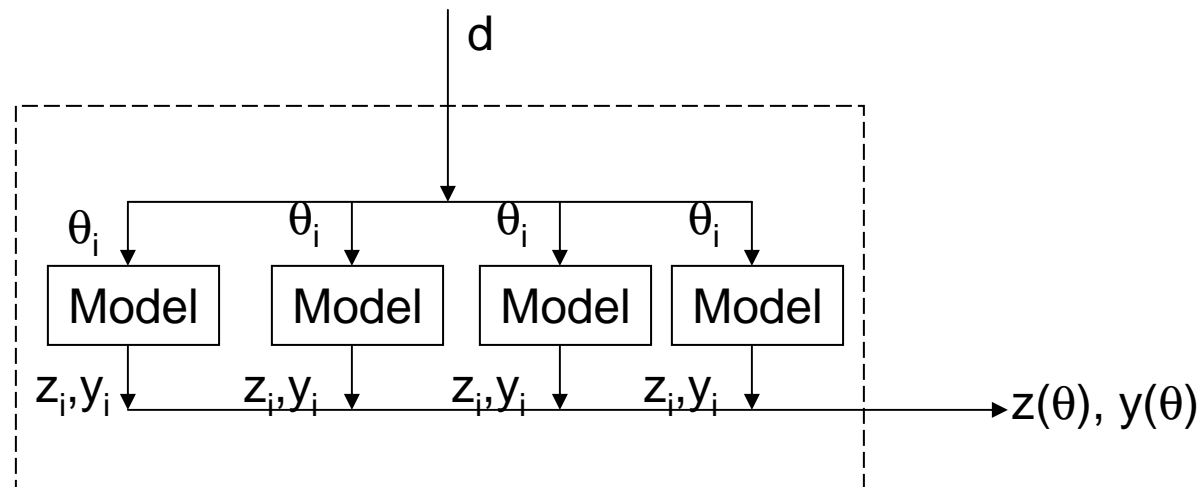 d
θi θi θi θi
Model Model Model Model
zi,yi zi,yi zi,yi zi,yi
z(θ), y(θ)